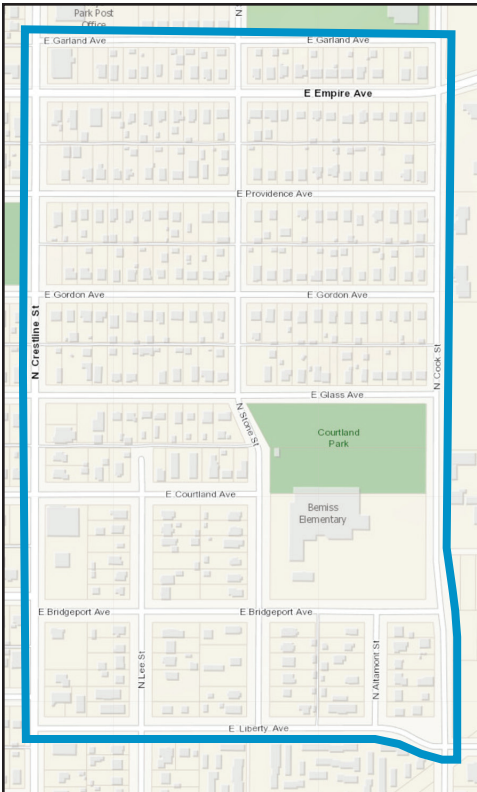 Park Post
Office
N
E Garland Ave
E Garland Ave
E Empire Ave
E Providence Ave
E Gordon Ave
E Gordon Ave
N Crestline St
N Cook St
E Glass Ave
N Stone St
Courtland
Park
E Courtland Ave
Bemiss
Elementary
E Bridgeport Ave
E Bridgeport Ave
N Lee St
N Altamont St
E Liberty Ave